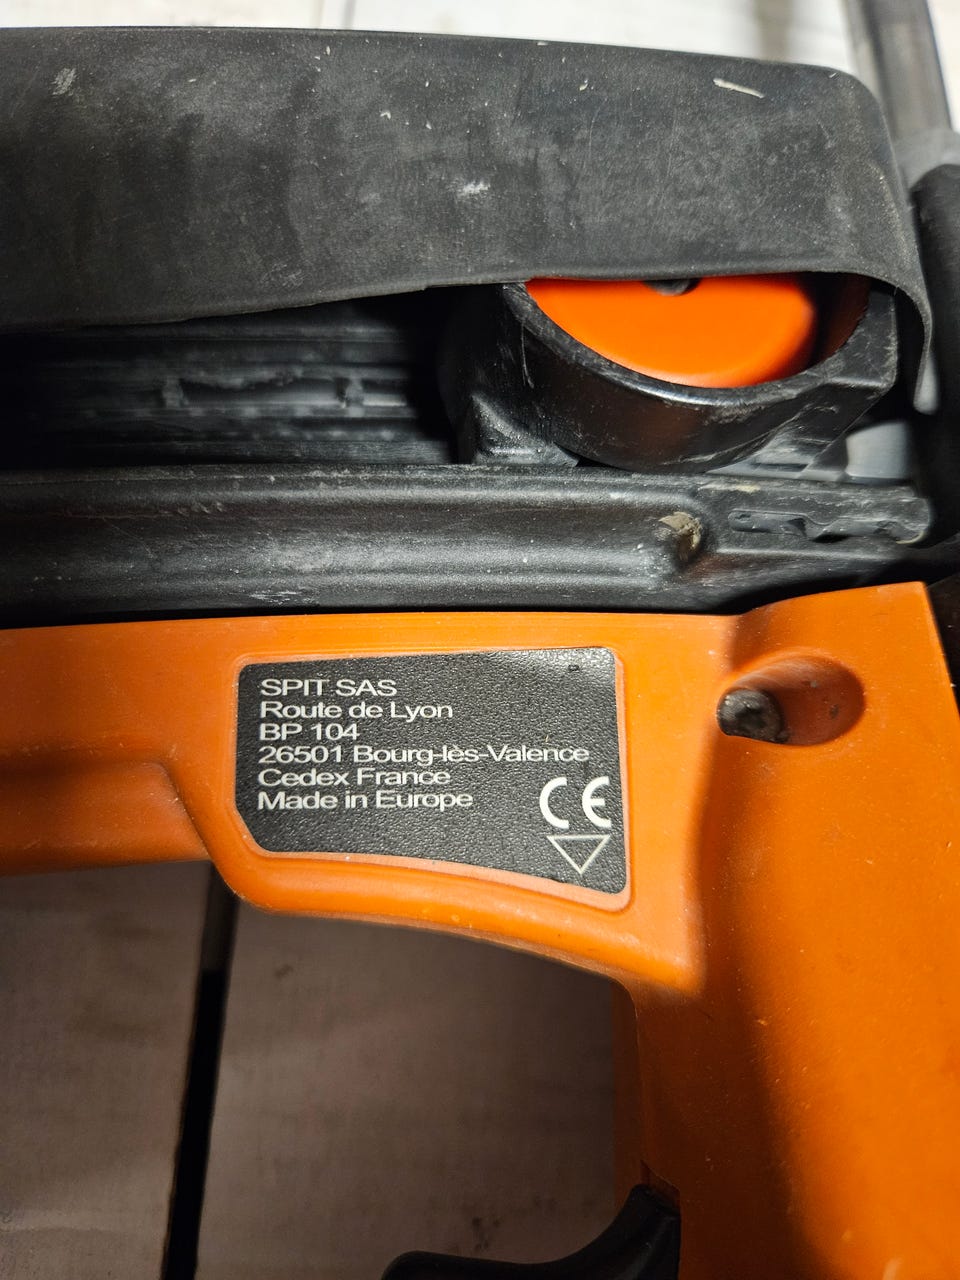 SPIT SAS
Route de Lyon
BP 104
26501 Bourg-lès-Valence
Cedex France
Made in Europe
CE